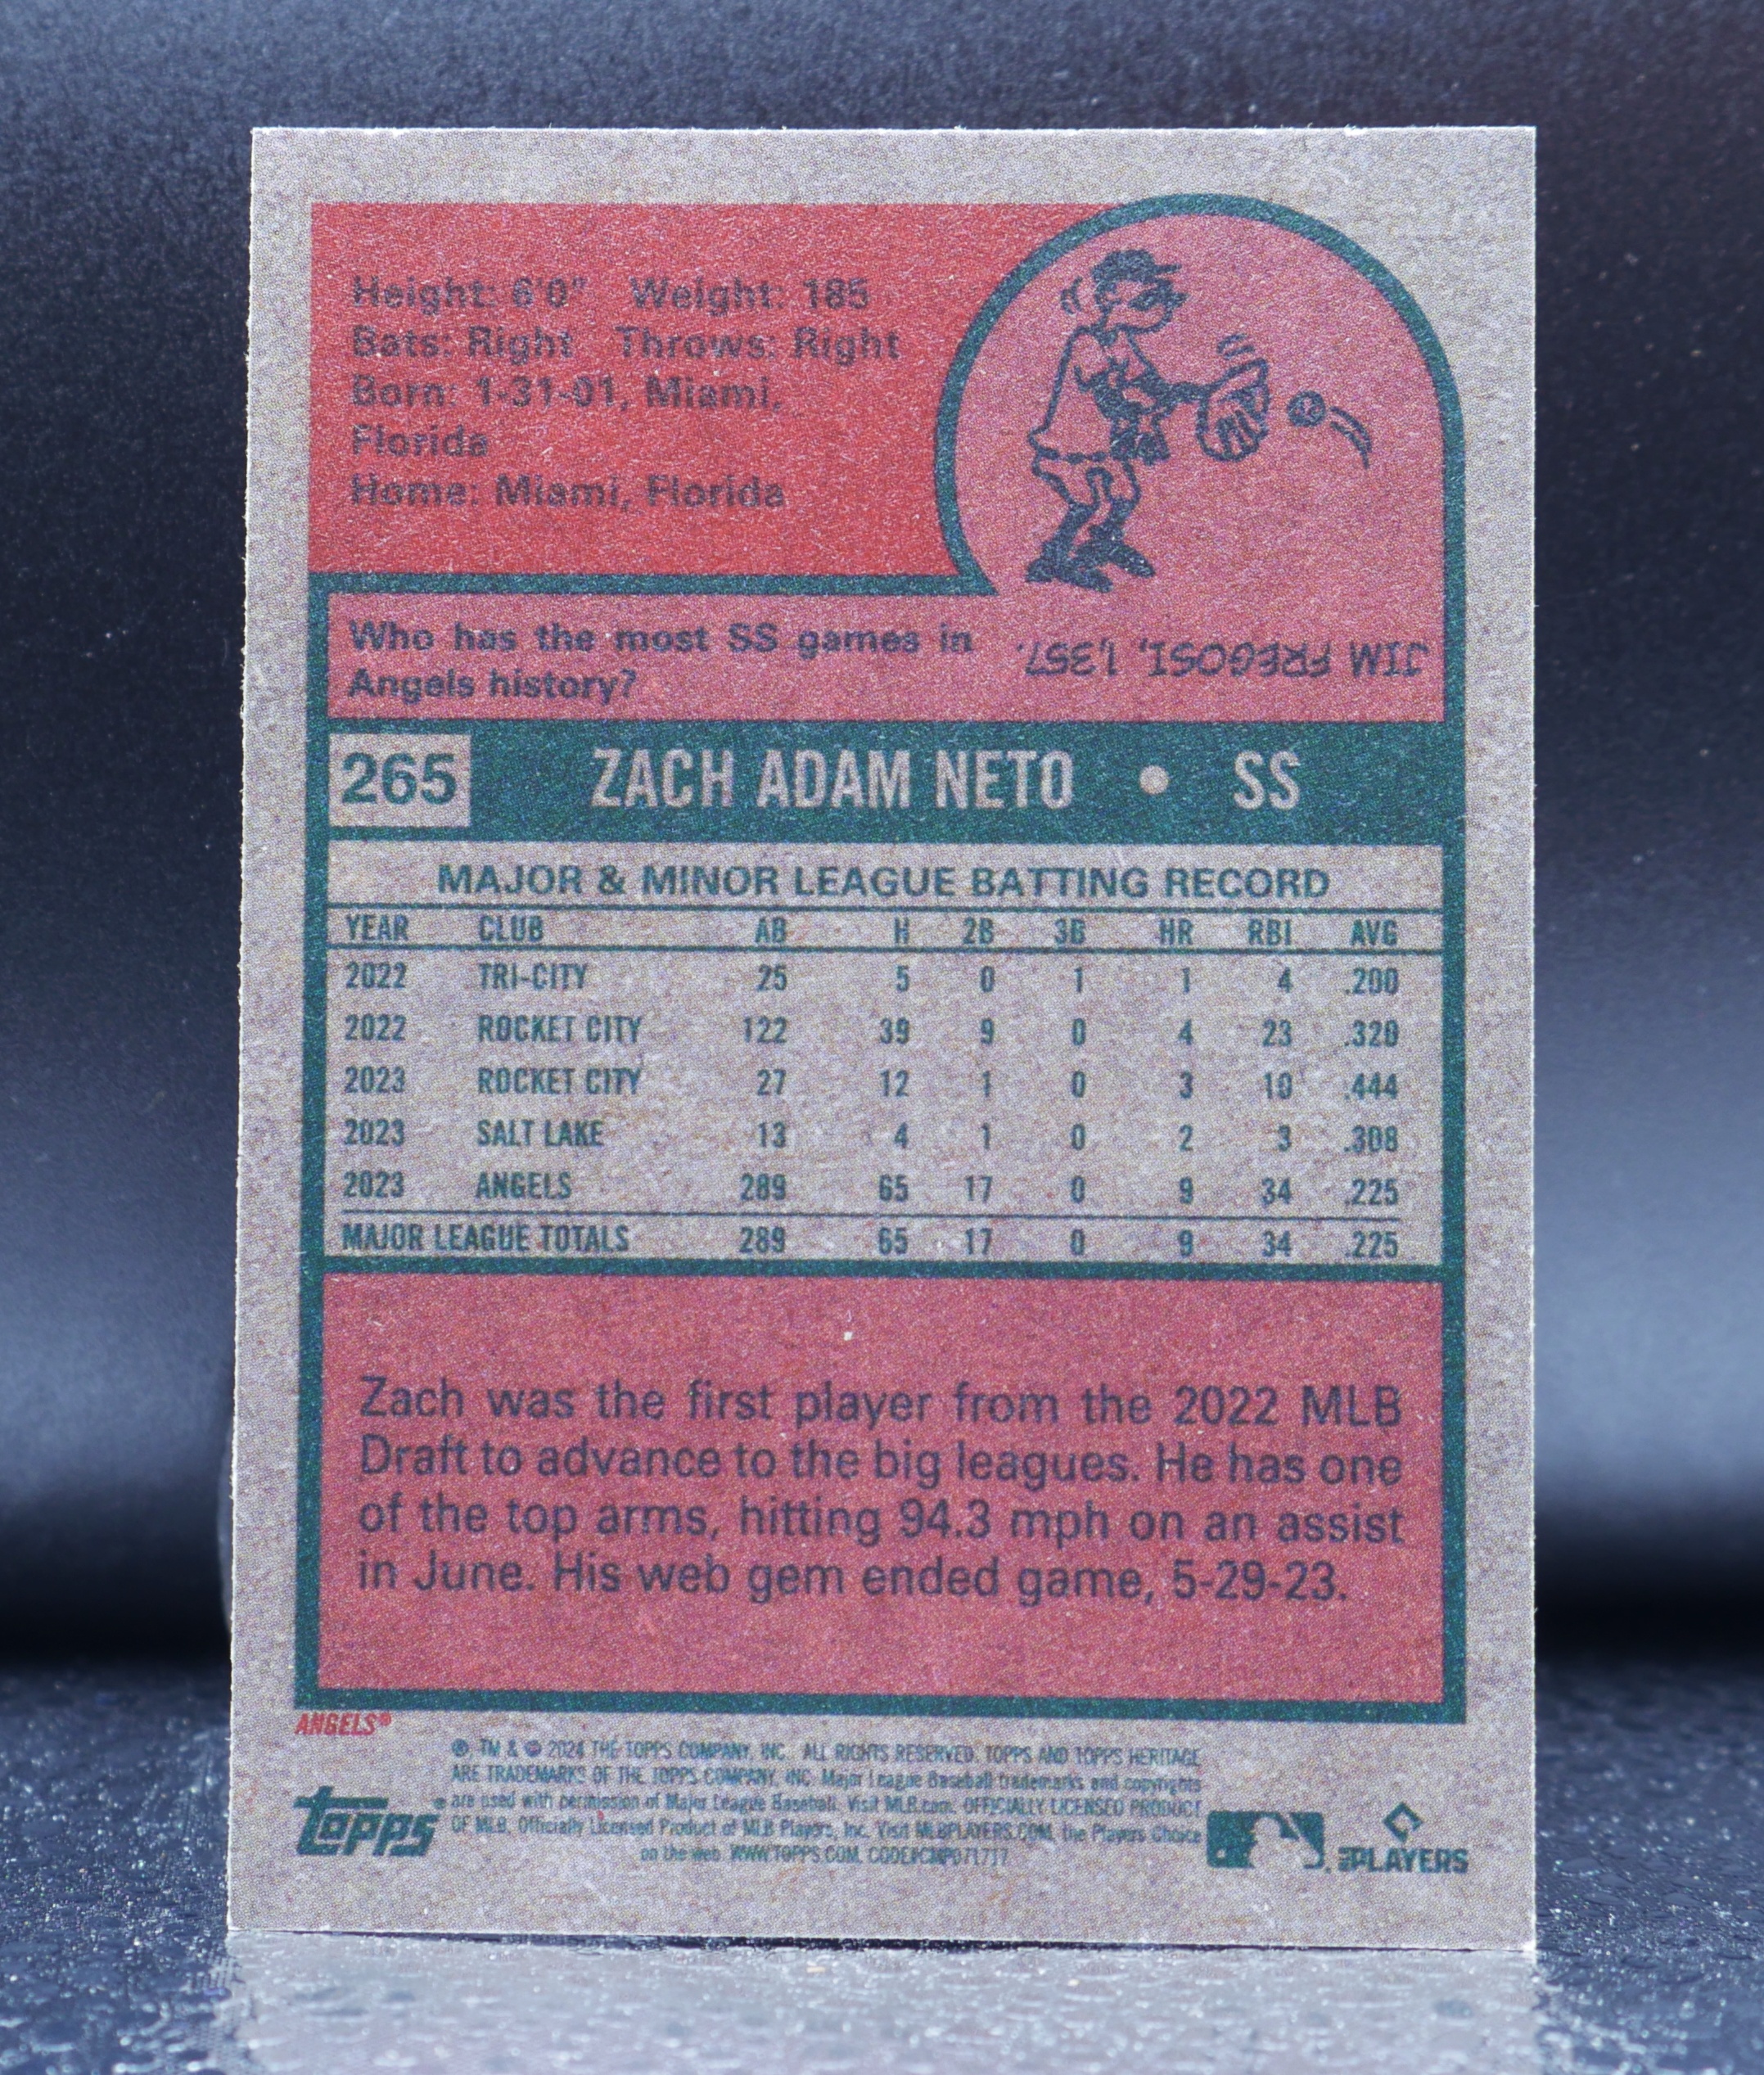 Height: 6'0" Weight: 185
Bats: Right Throws: Right
Born: 1-31-01, Miami,
Florida
Home: Miami, Florida
Who has the most SS games in
Angels history?
JIM FREGOSI, 1,357.
265 ZACH ADAM NETO • SS
MAJOR & MINOR LEAGUE BATTING RECORD
YEAR CLUB AB H 2B 3B HR RBI AVG
2022 TRI-CITY 25 5 0 1 1 4 .200
2022 ROCKET CITY 122 39 9 0 4 23 .320
2023 ROCKET CITY 27 12 1 0 3 10 .444
2023 SALT LAKE 13 4 1 0 2 3 .308
2023 ANGELS 289 65 17 0 9 34 .225
MAJOR LEAGUE TOTALS 289 65 17 0 9 34 .225
Zach was the first player from the 2022 MLB
Draft to advance to the big leagues. He has one
of the top arms, hitting 94.3 mph on an assist
in June. His web gem ended game, 5-29-23.
ANGELS®
®, TM & © 2024 THE TOPPS COMPANY, INC. ALL RIGHTS RESERVED. TOPPS AND TOPPS HERITAGE
ARE TRADEMARKS OF THE TOPPS COMPANY, INC. Major League Baseball trademarks and copyrights
are used with permission of Major League Baseball. Visit MLB.com. OFFICIALLY LICENSED PRODUCT
OF MLB. Officially Licensed Product of MLB Players, Inc. Visit MLBPLAYERS.COM, the Players Choice
on the web. WWW.TOPPS.COM. CODE#CMP071717
topps®
MLB PLAYERS